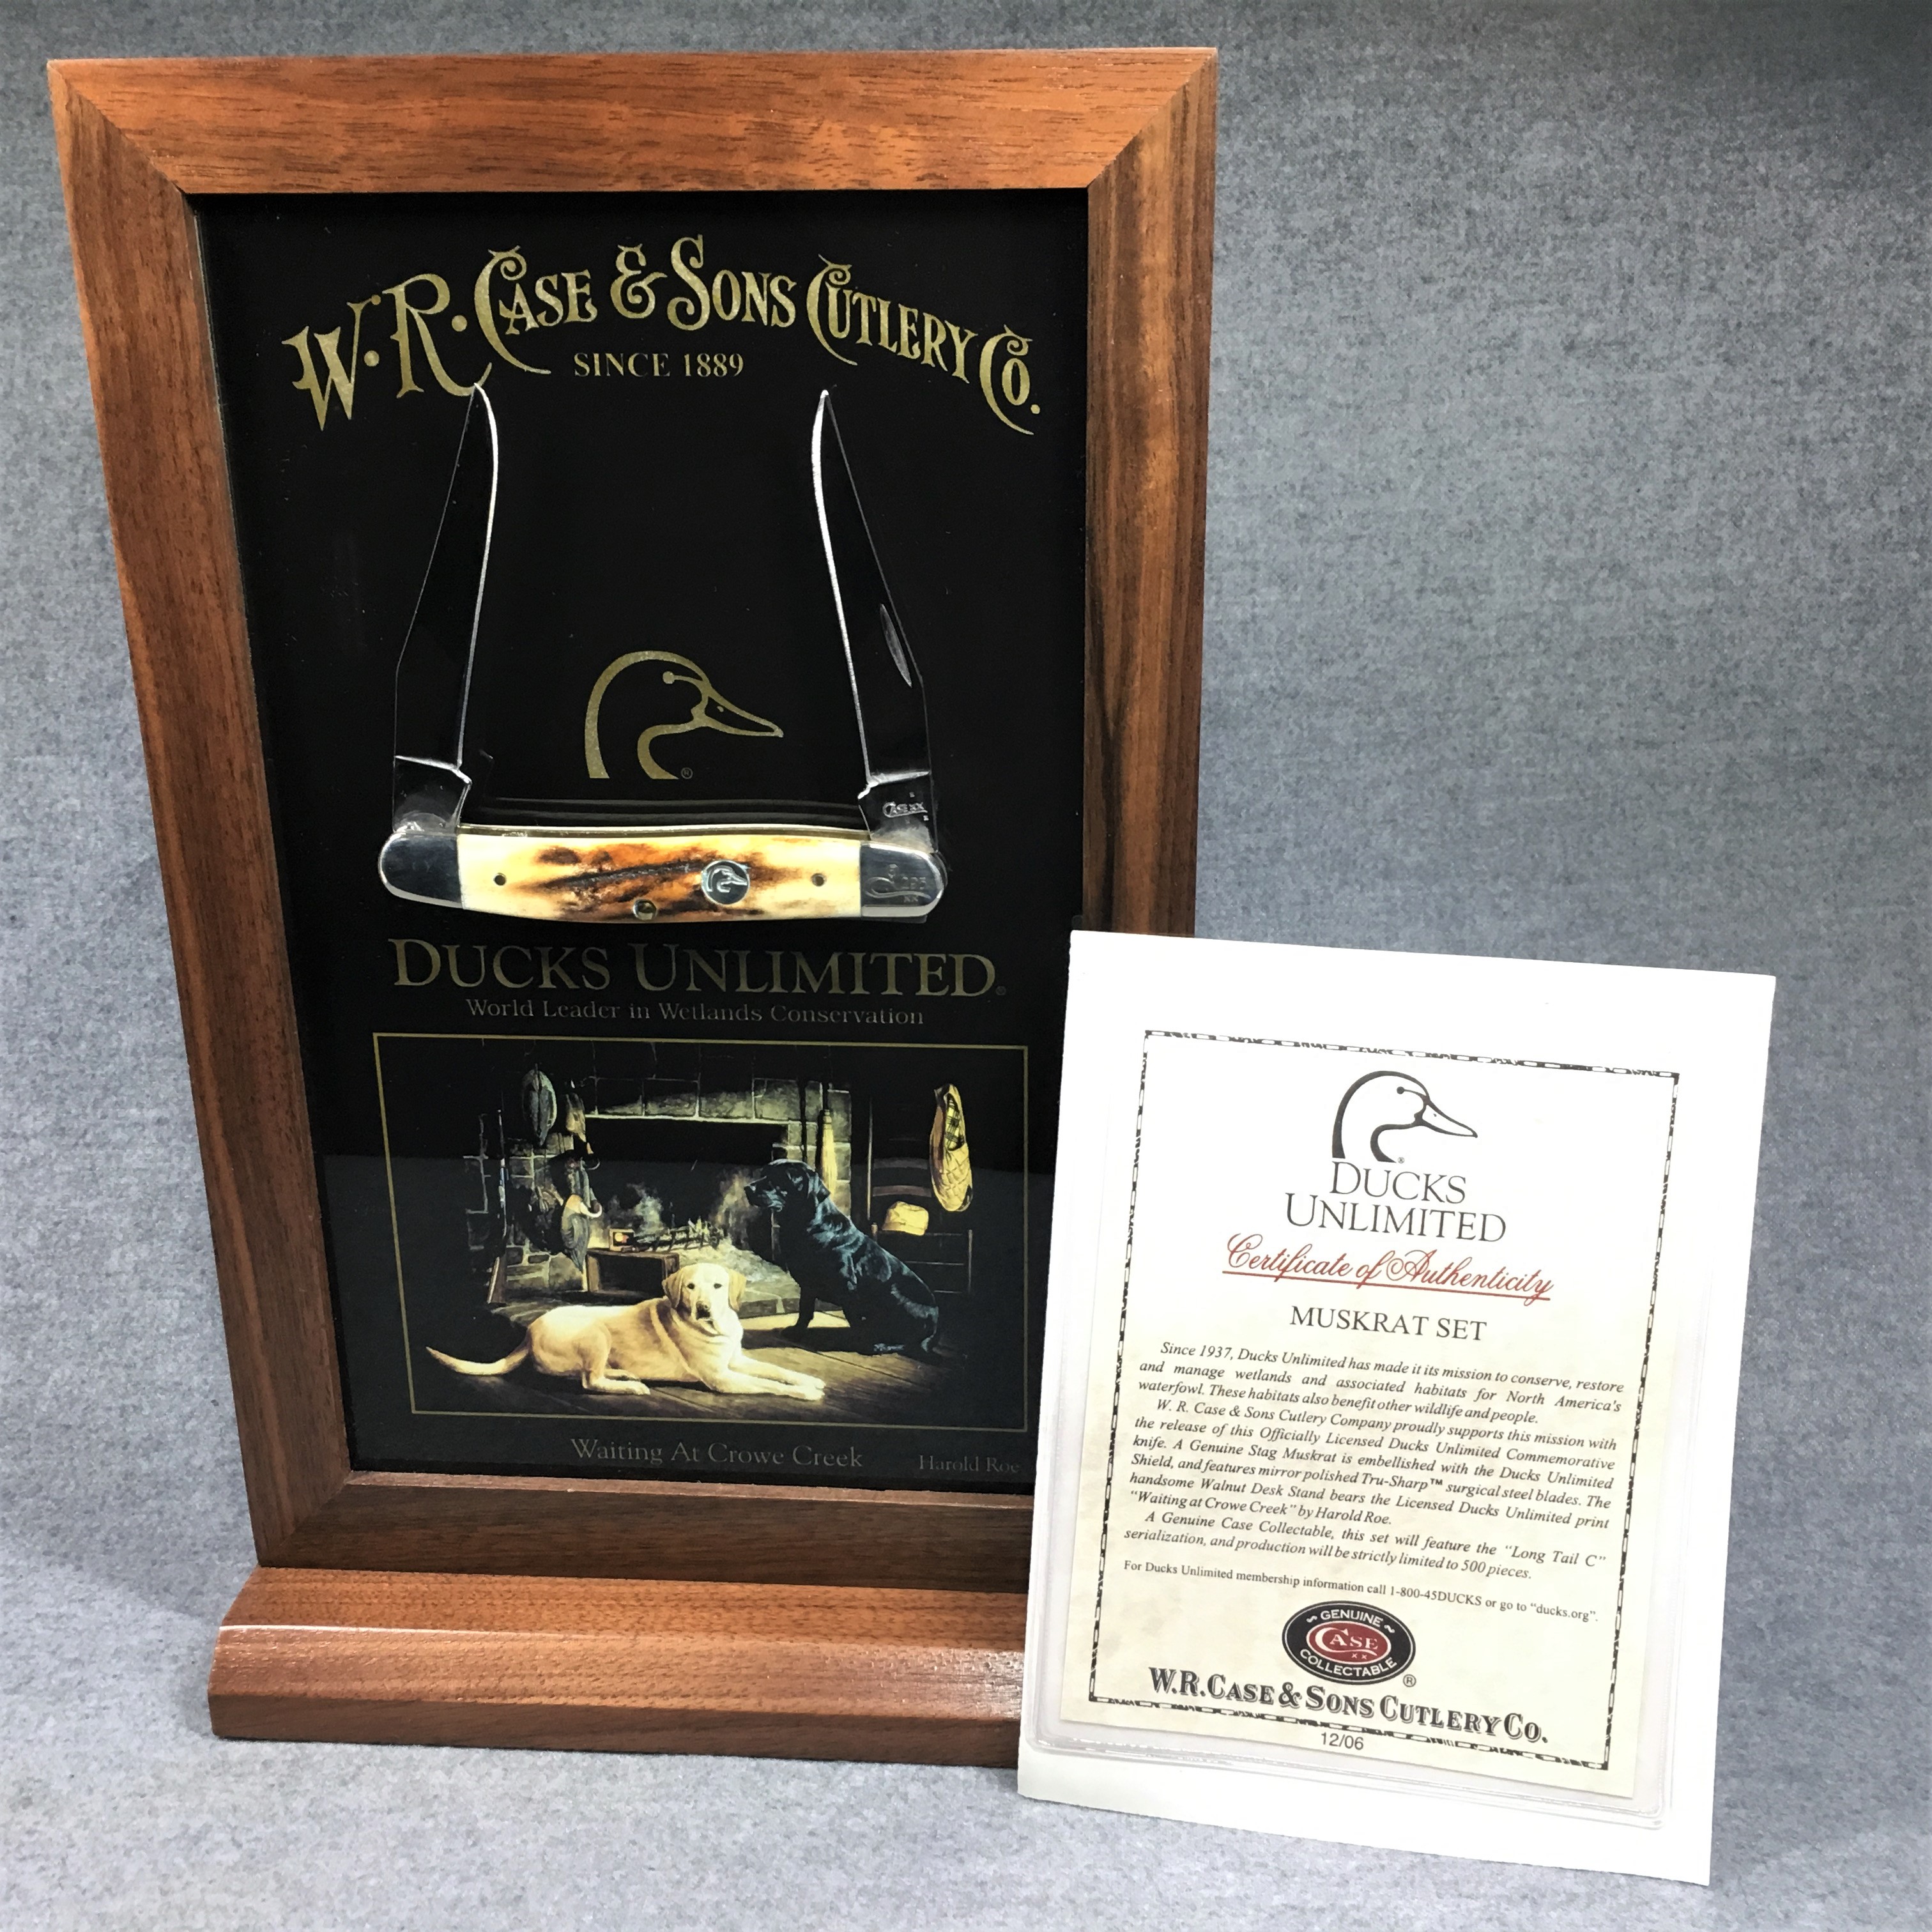 W.R. CASE & SONS CUTLERY CO.
SINCE 1889
®
CASE XX
CASE
XX
DUCKS UNLIMITED®
World Leader in Wetlands Conservation
Waiting At Crowe Creek
Harold Roe
®
DUCKS
UNLIMITED
Certificate of Authenticity
MUSKRAT SET
Since 1937, Ducks Unlimited has made it its mission to conserve, restore
and manage wetlands and associated habitats for North America's
waterfowl. These habitats also benefit other wildlife and people.
W. R. Case & Sons Cutlery Company proudly supports this mission with
the release of this Officially Licensed Ducks Unlimited Commemorative
knife. A Genuine Stag Muskrat is embellished with the Ducks Unlimited
Shield, and features mirror polished Tru-Sharp™ surgical steel blades. The
handsome Walnut Desk Stand bears the Licensed Ducks Unlimited print
"Waiting at Crowe Creek" by Harold Roe.
A Genuine Case Collectable, this set will feature the "Long Tail C"
serialization, and production will be strictly limited to 500 pieces.
For Ducks Unlimited membership information call 1-800-45DUCKS or go to "ducks.org".
GENUINE
CASE
XX
COLLECTABLE
®
W.R. CASE & SONS CUTLERY CO.
12/06